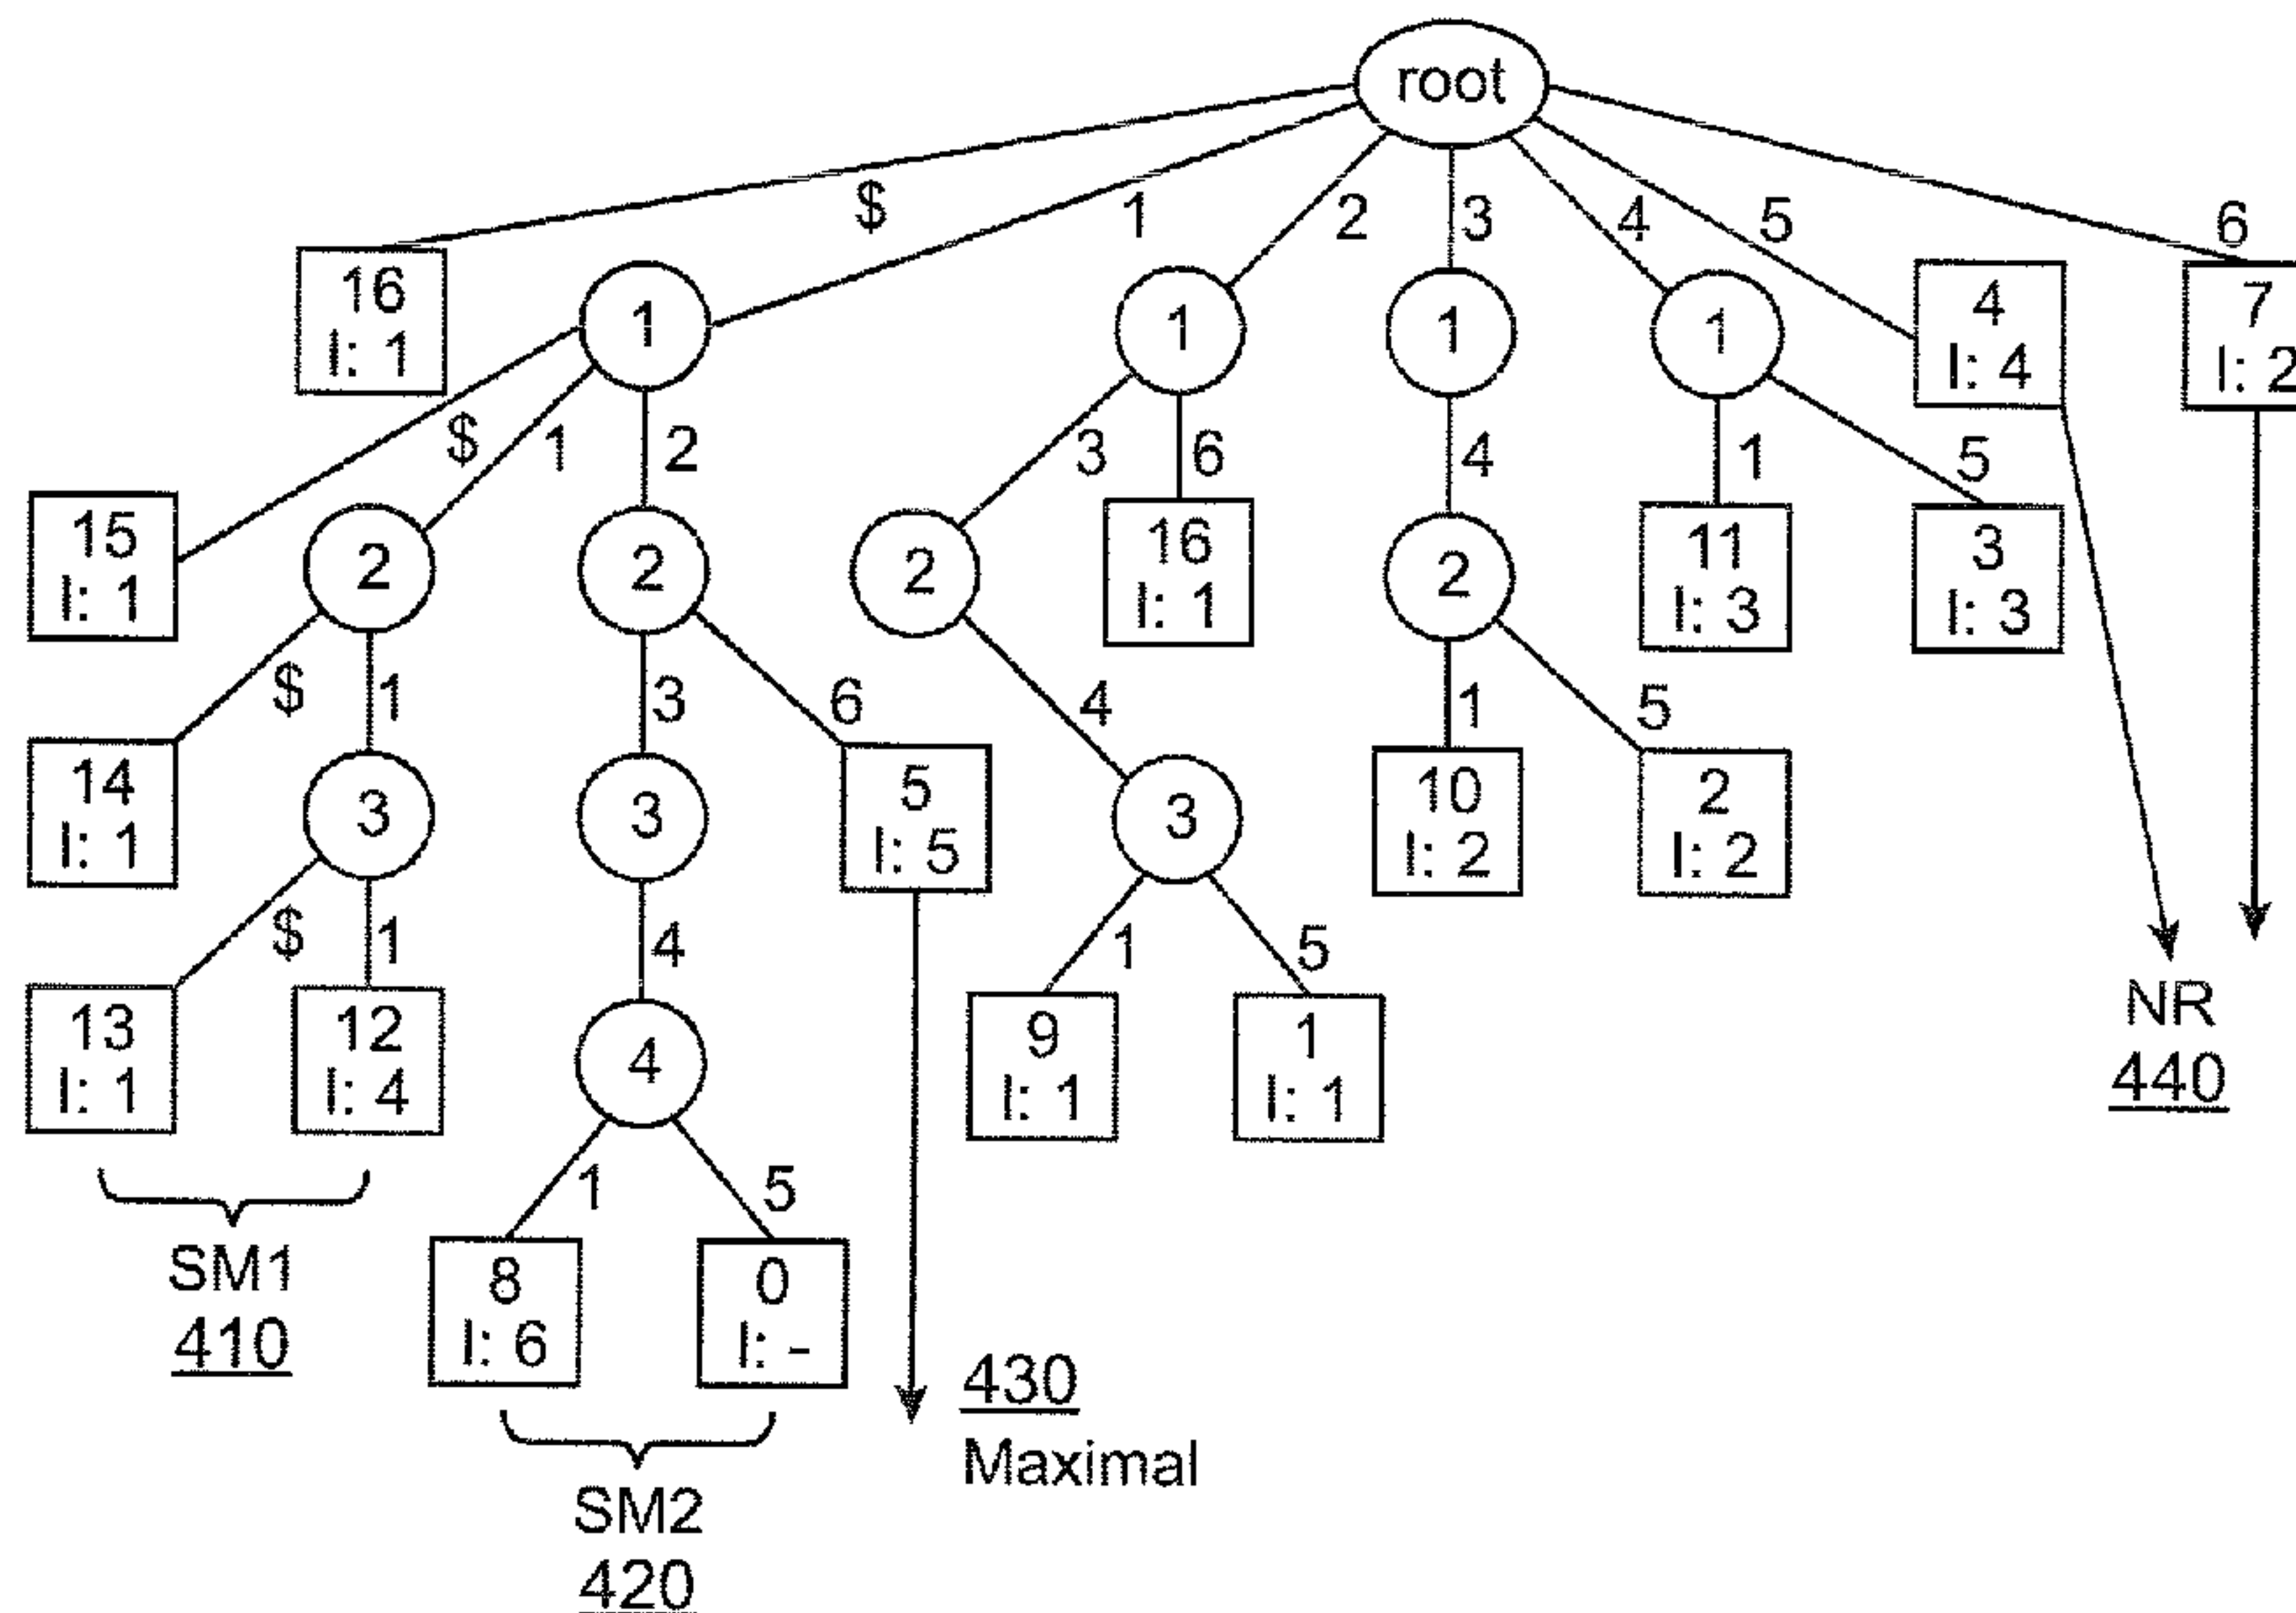 root
$ 1 2 3 4 5 6
16
I: 1
1
1
1
1
4
I: 4
7
I: 2
$ 1 2 3 6 4 1 5
15
I: 1
2
2
2
16
I: 1
2
11
I: 3
3
I: 3
$ 1 3 6 4 1 5
14
I: 1
3
3
5
I: 5
3
10
I: 2
2
I: 2
$ 1 4 1 5
13
I: 1
12
I: 4
4
9
I: 1
1
I: 1
NR
440
1 5
SM1
410
8
I: 6
0
I: -
430
Maximal
SM2
420